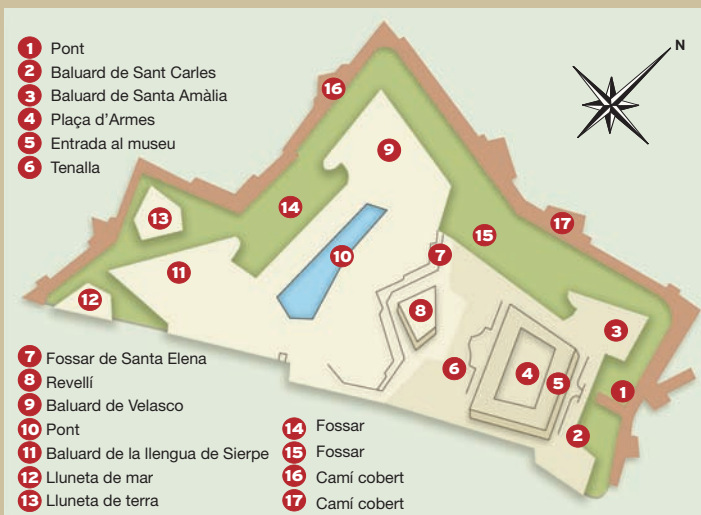 1 Pont
2 Baluard de Sant Carles
3 Baluard de Santa Amàlia
4 Plaça d'Armes
5 Entrada al museu
6 Tenalla
N
16
9
13
14
17
15
7
10
11
8
12
3
6
4
5
1
2
7 Fossar de Santa Elena
8 Revellí
9 Baluard de Velasco
10 Pont
11 Baluard de la llengua de Sierpe
12 Lluneta de mar
13 Lluneta de terra
14 Fossar
15 Fossar
16 Camí cobert
17 Camí cobert